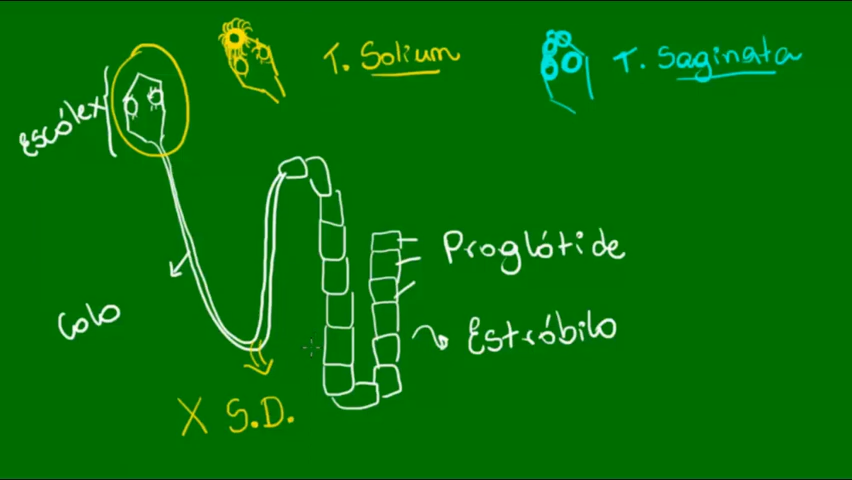 T. Solium
T. Saginata
Escólex
Proglótide
Colo
Estróbilo
X S.D.